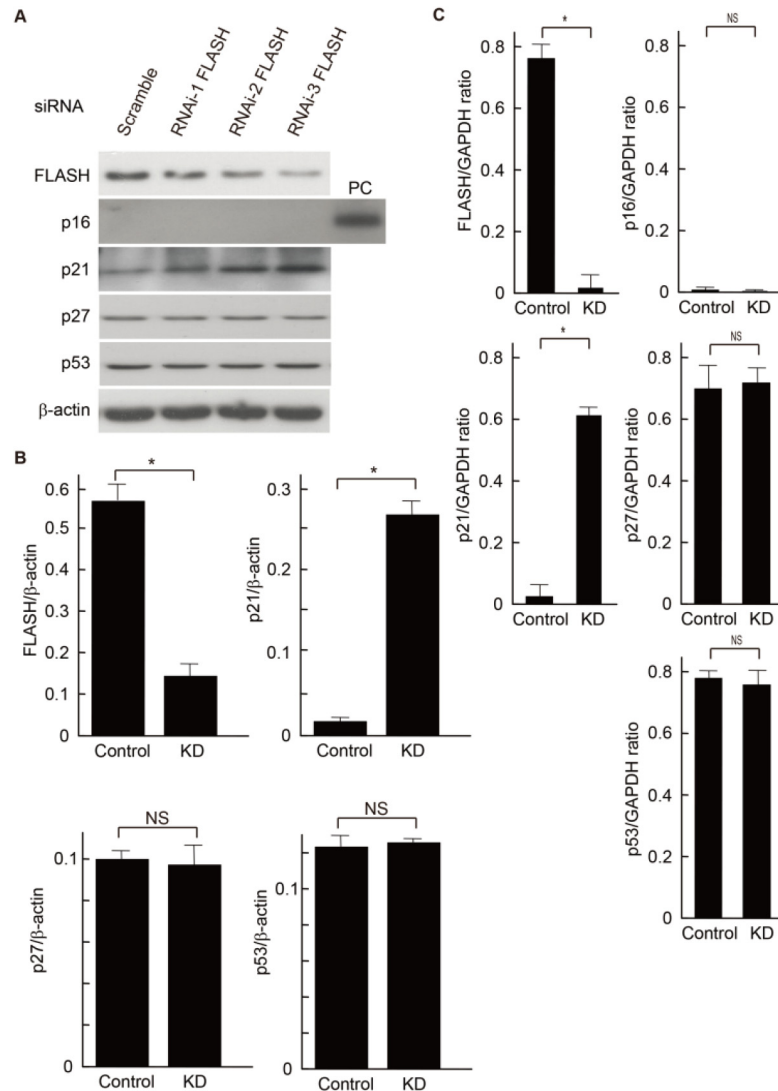 A
siRNA
Scramble
RNAi-1 FLASH
RNAi-2 FLASH
RNAi-3 FLASH
FLASH
PC
p16
p21
p27
p53
β-actin
B
FLASH/β-actin
0.6
0.5
0.4
0.3
0.2
0.1
0
*
Control KD
p21/β-actin
0.3
0.2
0.1
0
*
Control KD
p27/β-actin
0.1
0
NS
Control KD
p53/β-actin
0.1
0
NS
Control KD
C
FLASH/GAPDH ratio
0.8
0.6
0.4
0.2
0
*
Control KD
p16/GAPDH ratio
0.8
0.6
0.4
0.2
0
NS
Control KD
p21/GAPDH ratio
0.8
0.6
0.4
0.2
0
*
Control KD
p27/GAPDH ratio
0.8
0.6
0.4
0.2
0
NS
Control KD
p53/GAPDH ratio
0.8
0.6
0.4
0.2
0
NS
Control KD